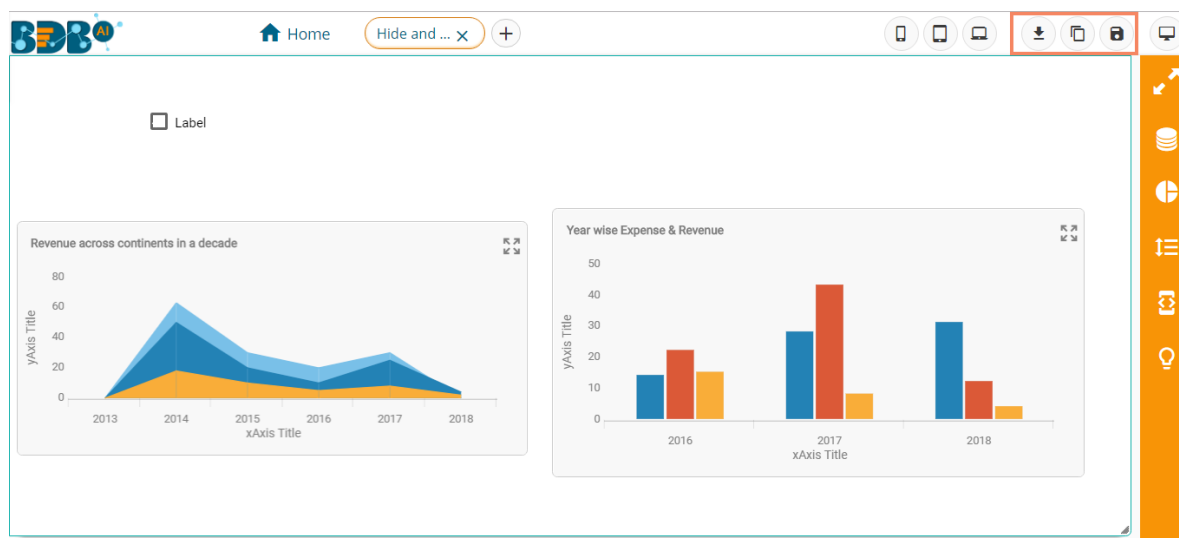 BDB AI
Home
Hide and ... ×
+
Label
Revenue across continents in a decade
80
60
40
20
0
yAxis Title
2013 2014 2015 2016 2017 2018
xAxis Title
Year wise Expense & Revenue
50
40
30
20
10
0
yAxis Title
2016 2017 2018
xAxis Title